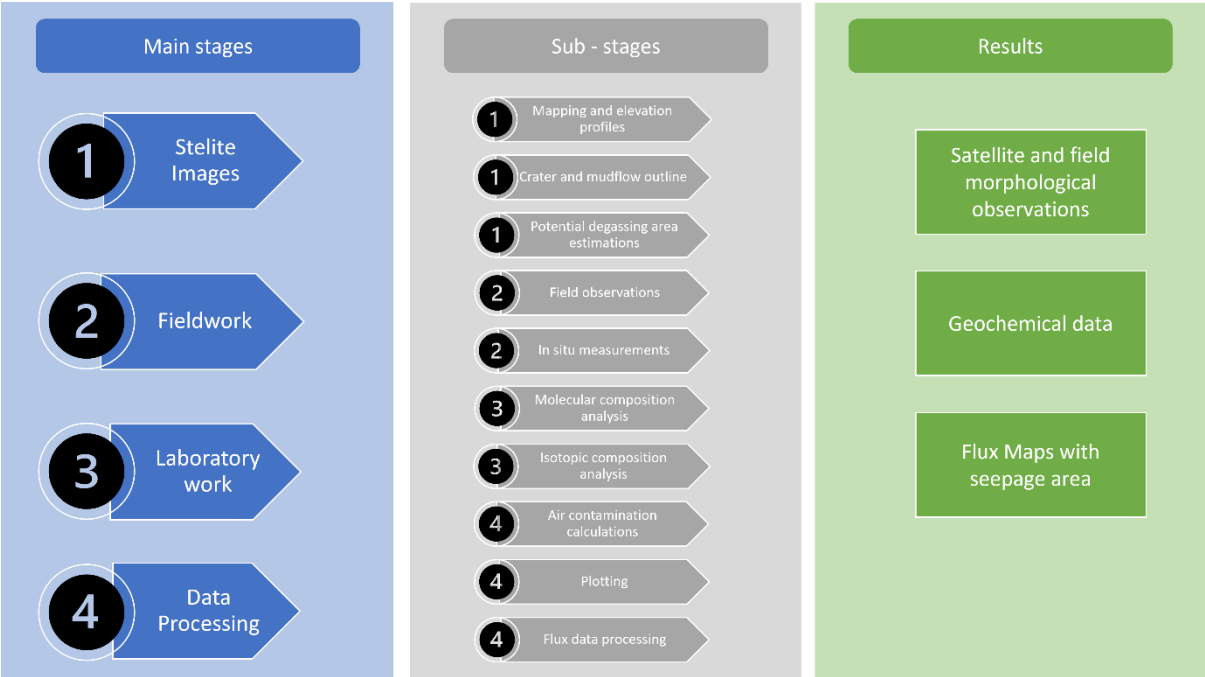 Main stages
1
Stelite
Images
2
Fieldwork
3
Laboratory
work
4
Data
Processing
Sub - stages
1
Mapping and elevation
profiles
1
Crater and mudflow outline
1
Potential degassing area
estimations
2
Field observations
2
In situ measurements
3
Molecular composition
analysis
3
Isotopic composition
analysis
4
Air contamination
calculations
4
Plotting
4
Flux data processing
Results
Satellite and field
morphological
observations
Geochemical data
Flux Maps with
seepage area